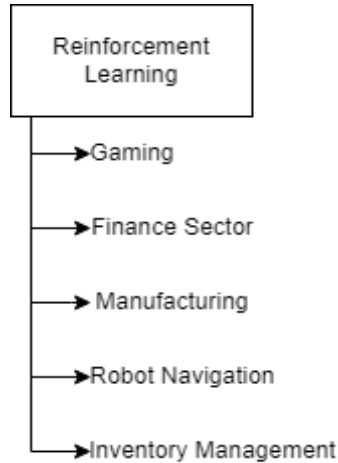 Reinforcement
Learning
Gaming
Finance Sector
Manufacturing
Robot Navigation
Inventory Management